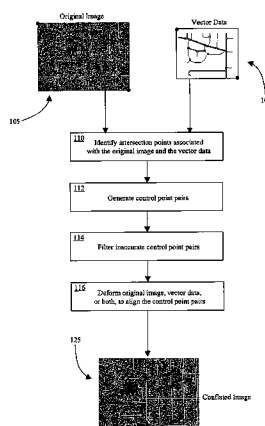 Original Image
Vector Data
105
110 Identify intersection points associated
with the original image and the vector data
112
Generate control point pairs
114
Filter inaccurate control point pairs
116 Deform original image, vector data,
or both, to align the control point pairs
125
Conflated Image